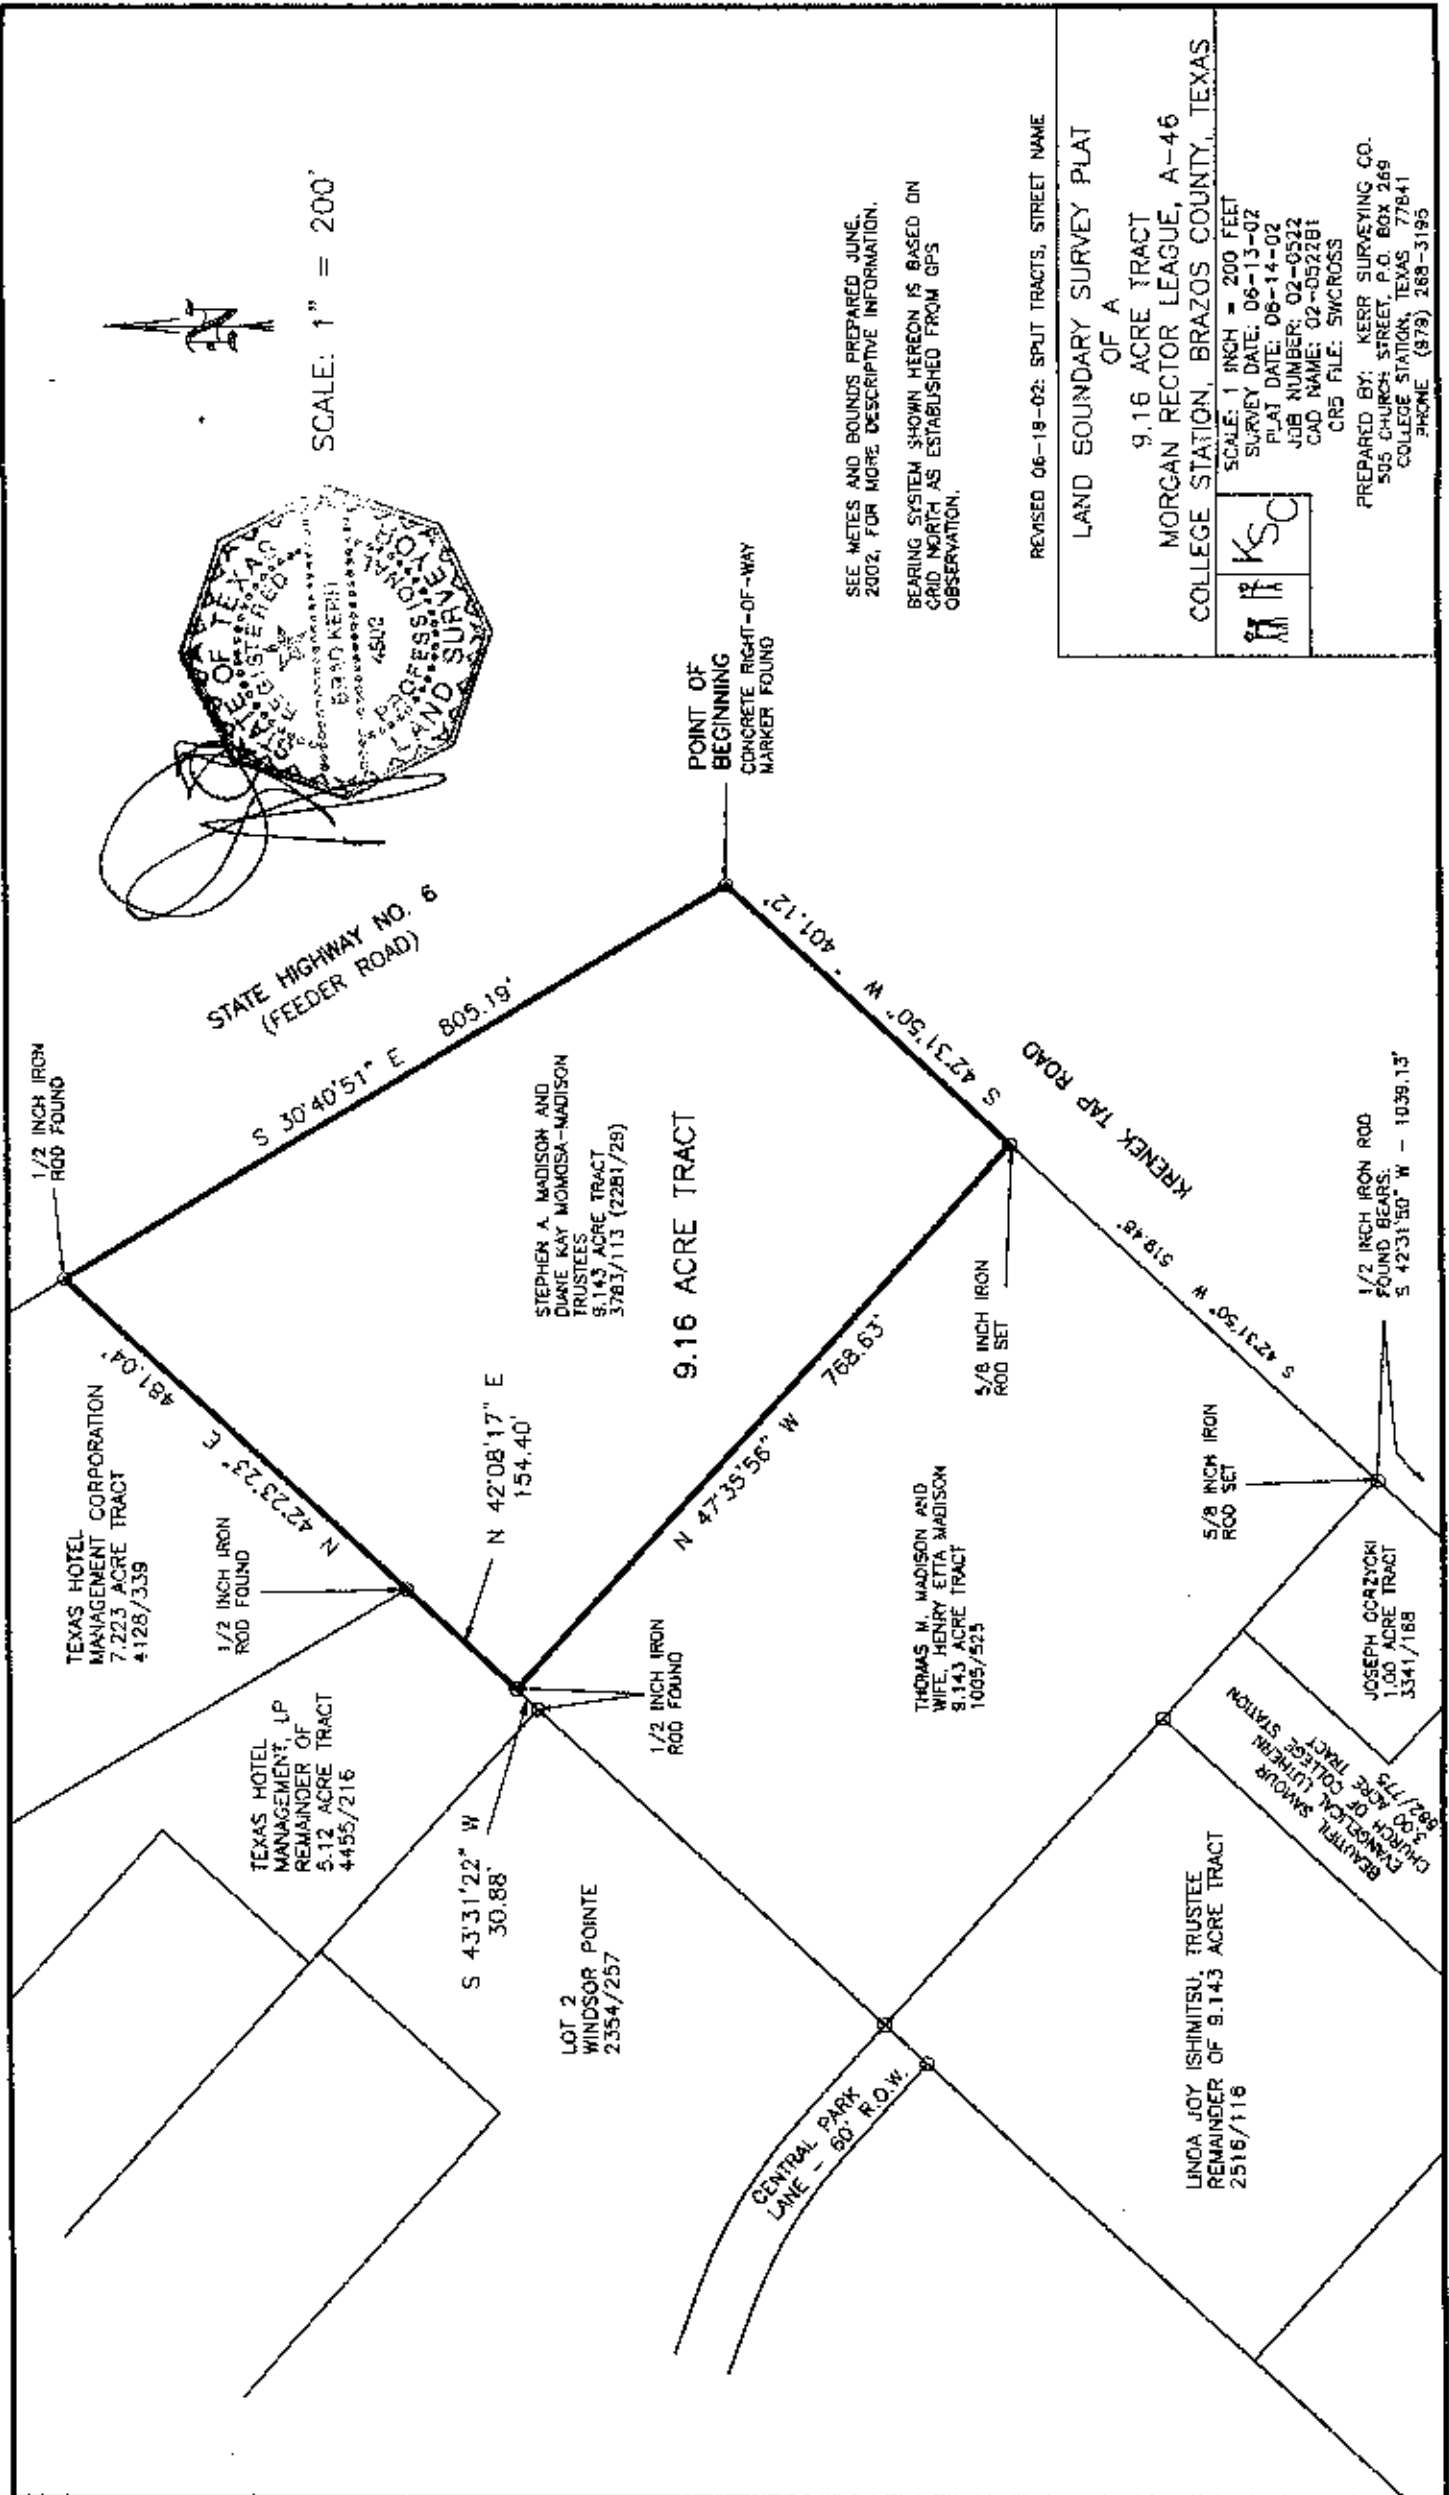 SCALE: 1" = 200'
STATE OF TEXAS
REGISTERED
BRAD KERR
4502
PROFESSIONAL
LAND SURVEYOR
STATE HIGHWAY NO. 6
(FEEDER ROAD)
1/2 INCH IRON
ROD FOUND
S 30°40'51" E 805.19'
POINT OF
BEGINNING
CONCRETE RIGHT-OF-WAY
MARKER FOUND
S 42°31'50" W - 401.12'
KRENEK TAP ROAD
STEPHEN A. MADISON AND
DIANE KAY MOMOSA-MADISON
TRUSTEES
9.143 ACRE TRACT
3783/113 (2281/29)
9.16 ACRE TRACT
TEXAS HOTEL
MANAGEMENT CORPORATION
7.223 ACRE TRACT
4128/339
N 42°23'23" E 481.04'
1/2 INCH IRON
ROD FOUND
N 42°08'17" E
154.40'
N 47°35'56" W 768.63'
5/8 INCH IRON
ROD SET
TEXAS HOTEL
MANAGEMENT, LP
REMAINDER OF
5.12 ACRE TRACT
4455/216
S 43°31'22" W
30.88'
1/2 INCH IRON
ROD FOUND
LOT 2
WINDSOR POINTE
2354/257
THOMAS M. MADISON AND
WIFE, HENRY ETTA MADISON
9.143 ACRE TRACT
1005/525
S 42°31'50" W 519.48'
5/8 INCH IRON
ROD SET
1/2 INCH IRON ROD
FOUND BEARS:
S 42°31'50" W - 1039.13'
CENTRAL PARK
LANE - 60' R.O.W.
LINDA JOY ISHIMITSU, TRUSTEE
REMAINDER OF 9.143 ACRE TRACT
2516/116
BEAUTIFUL SAVIOUR
EVANGELICAL LUTHERN
CHURCH OF COLLEGE STATION
ACRE TRACT
JOSEPH
1.00 ACRE TRACT
3341/168
SEE METES AND BOUNDS PREPARED JUNE,
2002, FOR MORE DESCRIPTIVE INFORMATION.
BEARING SYSTEM SHOWN HEREON IS BASED ON
GRID NORTH AS ESTABLISHED FROM GPS
OBSERVATION.
REVISED 06-18-02: SPLIT TRACTS, STREET NAME
LAND BOUNDARY SURVEY PLAT
OF A
9.16 ACRE TRACT
MORGAN RECTOR LEAGUE, A-46
COLLEGE STATION, BRAZOS COUNTY, TEXAS
KSC
SCALE: 1 INCH = 200 FEET
SURVEY DATE: 06-13-02
PLAT DATE: 06-14-02
JOB NUMBER: 02-0522
CAD NAME: 02-0522B1
CR5 FILE: SWCROSS
PREPARED BY: KERR SURVEYING CO.
505 CHURCH STREET, P.O. BOX 269
COLLEGE STATION, TEXAS 77841
PHONE (979) 268-3195